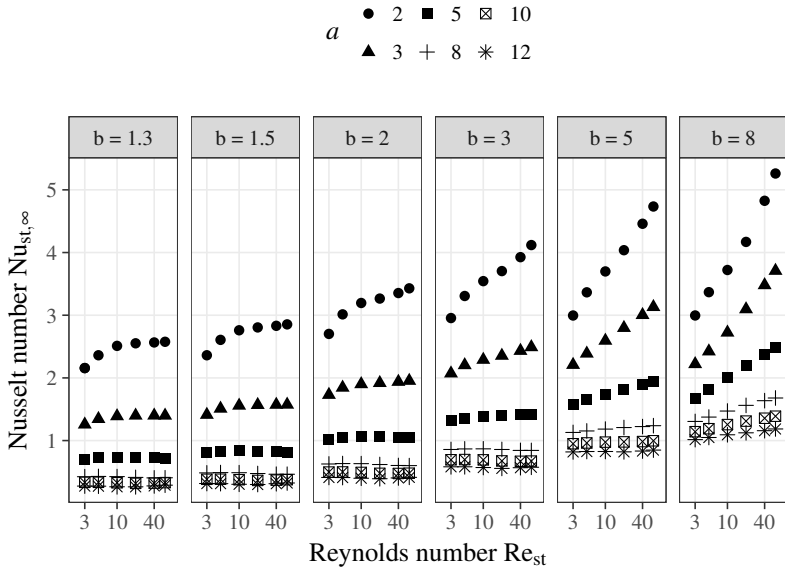 a 2 5 10
3 8 12
b = 1.3 b = 1.5 b = 2 b = 3 b = 5 b = 8
5
4
3
2
1
Nusselt number Nu_st,∞
3 10 40 3 10 40 3 10 40 3 10 40 3 10 40 3 10 40
Reynolds number Re_st